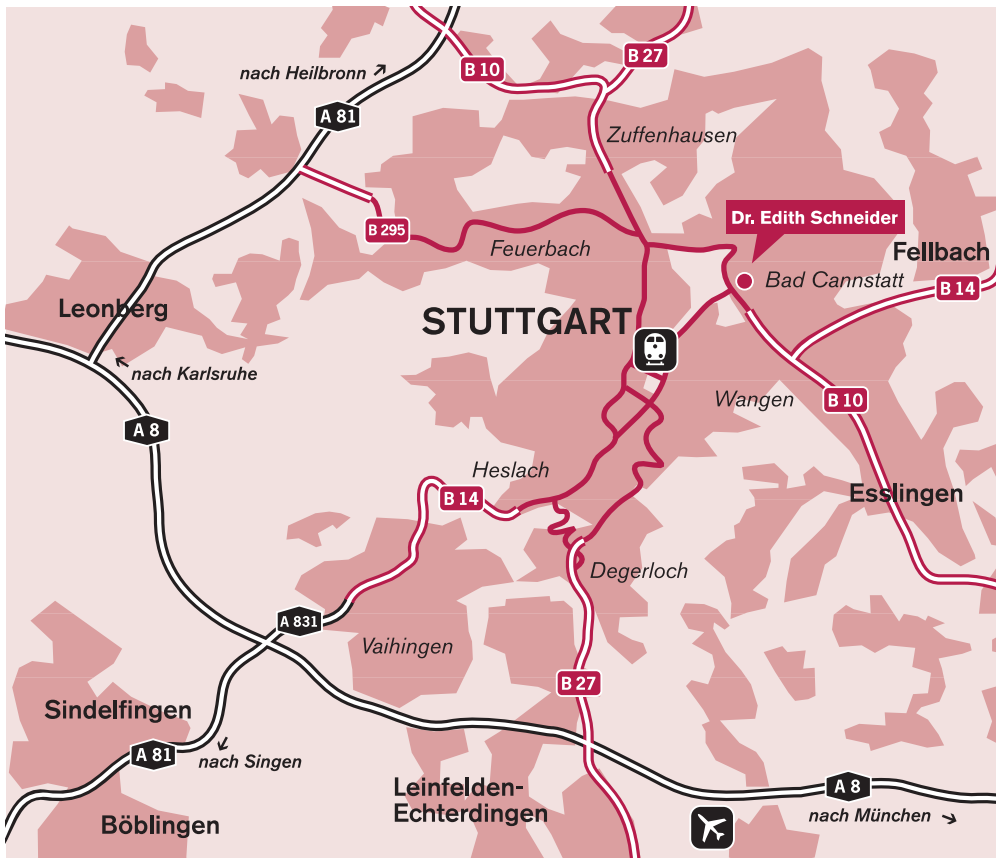 B 27
B 10
nach Heilbronn ↗
A 81
Zuffenhausen
Dr. Edith Schneider
B 295
Feuerbach
Fellbach
Bad Cannstatt
B 14
Leonberg
STUTTGART
nach Karlsruhe
Wangen
B 10
A 8
Heslach
B 14
Esslingen
Degerloch
A 831
Vaihingen
B 27
Sindelfingen
A 81
nach Singen
Leinfelden-
Echterdingen
A 8
nach München
Böblingen